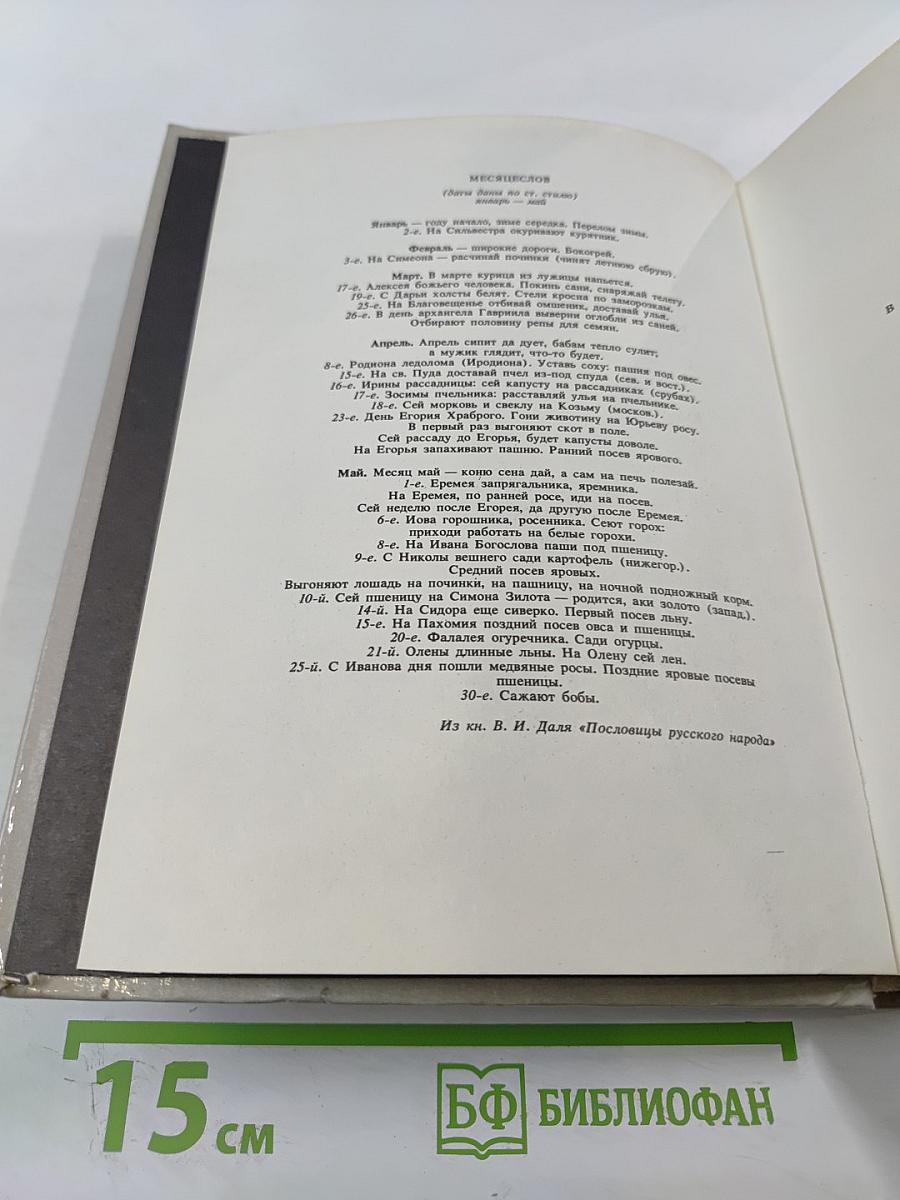 МЕСЯЦЕСЛОВ
(даты даны по ст. стилю)
январь — май
Январь — году начало, зиме середка. Перелом зимы.
2-е. На Сильвестра окуривают курятник.
Февраль — широкие дороги. Бокогрей.
3-е. На Симеона — расчинай починки (чинят летнюю сбрую).
Март. В марте курица из лужицы напьется.
17-е. Алексея божьего человека. Покинь сани, снаряжай телегу.
19-е. С Дарьи холсты белят. Стели кросна по заморозкам.
25-е. На Благовещенье отбивай омшеник, доставай улья.
26-е. В день архангела Гавриила выверни оглобли из саней.
Отбирают половину репы для семян.
Апрель. Апрель сипит да дует, бабам тепло сулит;
а мужик глядит, что-то будет.
8-е. Родиона ледолома (Иродиона). Уставь соху: пашня под овес.
15-е. На св. Пуда доставай пчел из-под спуда (сев. и вост.).
16-е. Ирины рассадницы: сей капусту на рассадниках (срубах).
17-е. Зосимы пчельника: расставляй улья на пчельнике.
18-е. Сей морковь и свеклу на Козьму (москов.).
23-е. День Егория Храброго. Гони животину на Юрьеву росу.
В первый раз выгоняют скот в поле.
Сей рассаду до Егорья, будет капусты доволе.
На Егорья запахивают пашню. Ранний посев ярового.
Май. Месяц май — коню сена дай, а сам на печь полезай.
1-е. Еремея запрягальника, яремника.
На Еремея, по ранней росе, иди на посев.
Сей неделю после Егорея, да другую после Еремея.
6-е. Иова горошника, росенника. Сеют горох:
приходи работать на белые горохи.
8-е. На Ивана Богослова паши под пшеницу.
9-е. С Николы вешнего сади картофель (нижегор.).
Средний посев яровых.
Выгоняют лошадь на починки, на пашницу, на ночной подножный корм.
10-й. Сей пшеницу на Симона Зилота — родится, аки золото (запад.).
14-й. На Сидора еще сиверко. Первый посев льну.
15-е. На Пахомия поздний посев овса и пшеницы.
20-е. Фалалея огуречника. Сади огурцы.
21-й. Олены длинные льны. На Олену сей лен.
25-й. С Иванова дня пошли медвяные росы. Поздние яровые посевы
пшеницы.
30-е. Сажают бобы.
Из кн. В. И. Даля «Пословицы русского народа»
В
15 см
БФ БИБЛИОФАН